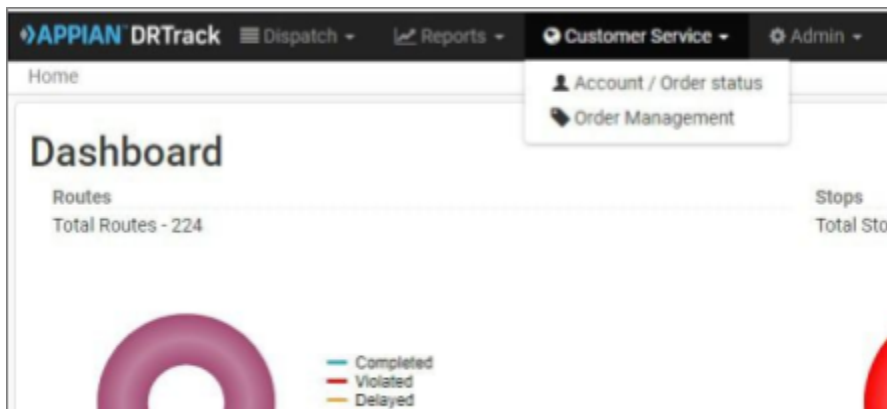 APPIAN DRTrack Dispatch Reports Customer Service Admin
Home
Account / Order status
Order Management
Dashboard
Routes
Total Routes - 224
Stops
Total Sto
Completed
Violated
Delayed